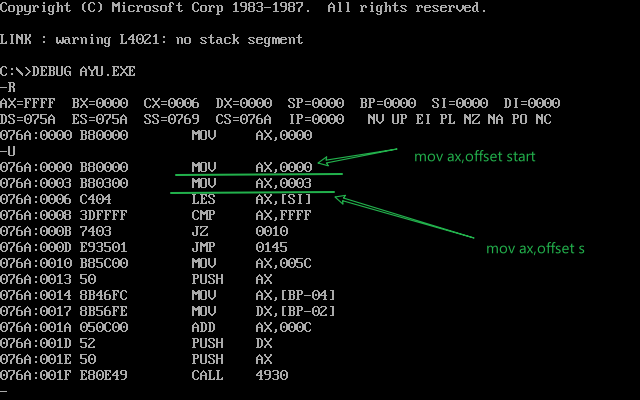 Copyright (C) Microsoft Corp 1983-1987.  All rights reserved.
LINK : warning L4021: no stack segment
C:\>DEBUG AYU.EXE
-R
AX=FFFF  BX=0000  CX=0006  DX=0000  SP=0000  BP=0000  SI=0000  DI=0000
DS=075A  ES=075A  SS=0769  CS=076A  IP=0000   NV UP EI PL NZ NA PO NC
076A:0000 B80000        MOV     AX,0000
-U
076A:0000 B80000        MOV     AX,0000
mov ax,offset start
076A:0003 B80300        MOV     AX,0003
076A:0006 C404          LES     AX,[SI]
076A:0008 3DFFFF        CMP     AX,FFFF
076A:000B 7403          JZ      0010
076A:000D E93501        JMP     0145
mov ax,offset s
076A:0010 B85C00        MOV     AX,005C
076A:0013 50            PUSH    AX
076A:0014 8B46FC        MOV     AX,[BP-04]
076A:0017 8B56FE        MOV     DX,[BP-02]
076A:001A 050C00        ADD     AX,000C
076A:001D 52            PUSH    DX
076A:001E 50            PUSH    AX
076A:001F E80E49        CALL    4930
-